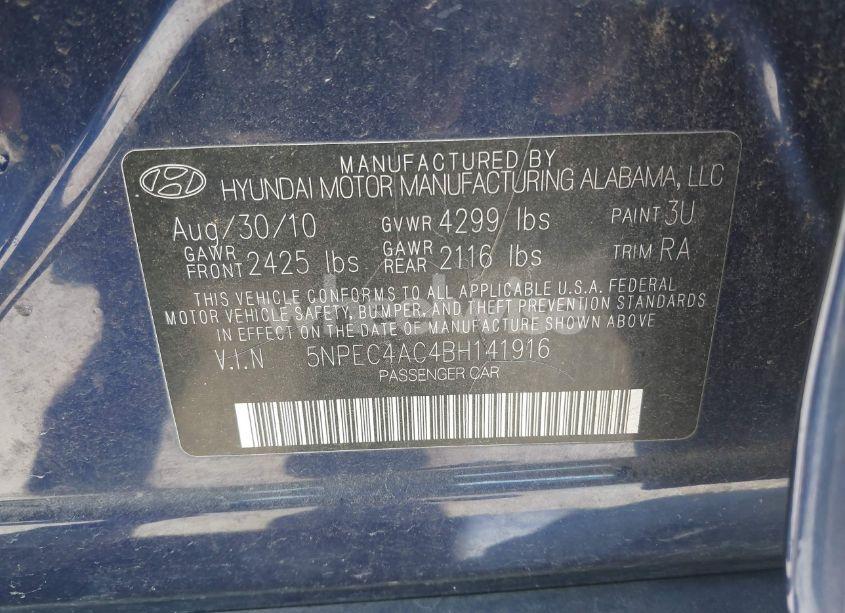 MANUFACTURED BY
HYUNDAI MOTOR MANUFACTURING ALABAMA, LLC
Aug/30/10 GVWR 4299 lbs PAINT 3U
GAWR FRONT 2425 lbs GAWR REAR 2116 lbs TRIM RA
THIS VEHICLE CONFORMS TO ALL APPLICABLE U.S.A. FEDERAL
MOTOR VEHICLE SAFETY, BUMPER, AND THEFT PREVENTION STANDARDS
IN EFFECT ON THE DATE OF MANUFACTURE SHOWN ABOVE
V.I.N 5NPEC4AC4BH141916
PASSENGER CAR